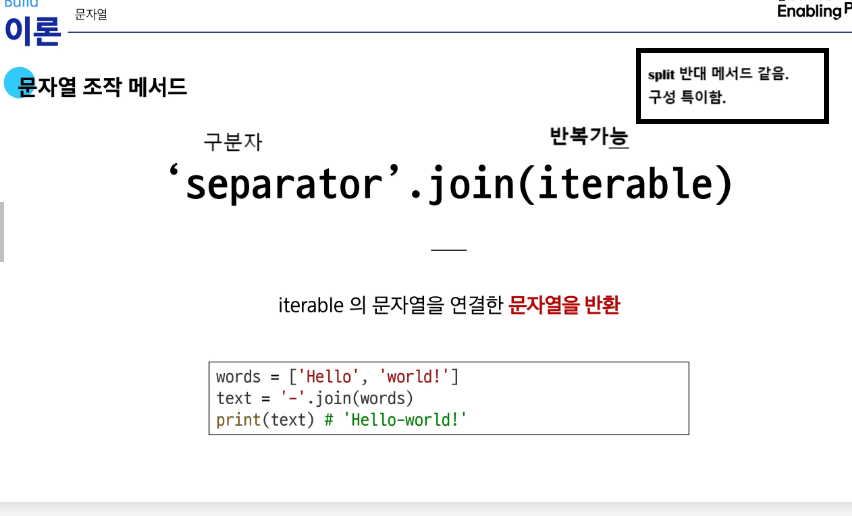 Build
이론
문자열
Enabling P
문자열 조작 메서드
split 반대 메서드 같음.
구성 특이함.
구분자
반복가능
‘separator’.join(iterable)
iterable 의 문자열을 연결한 문자열을 반환
words = ['Hello', 'world!']
text = '-'.join(words)
print(text) # 'Hello-world!'